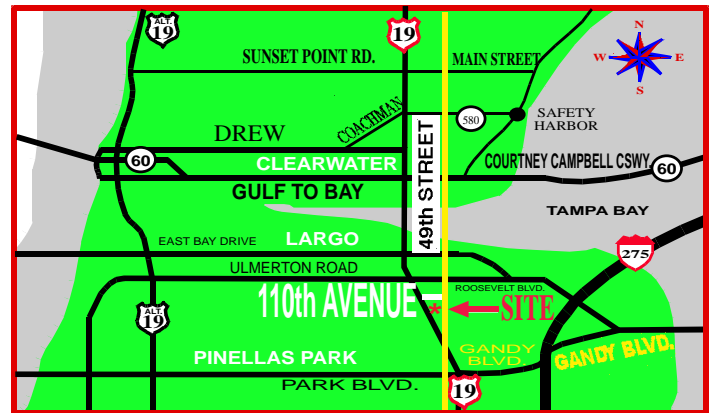 ALT.
19
19
N
W E
S
SUNSET POINT RD.
MAIN STREET
COACHMAN
580
SAFETY
HARBOR
DREW
60
CLEARWATER
COURTNEY CAMPBELL CSWY.
60
GULF TO BAY
49th STREET
TAMPA BAY
EAST BAY DRIVE
LARGO
275
ULMERTON ROAD
ROOSEVELT BLVD.
110th AVENUE
* SITE
ALT.
19
PINELLAS PARK
GANDY
BLVD.
GANDY BLVD.
PARK BLVD.
19